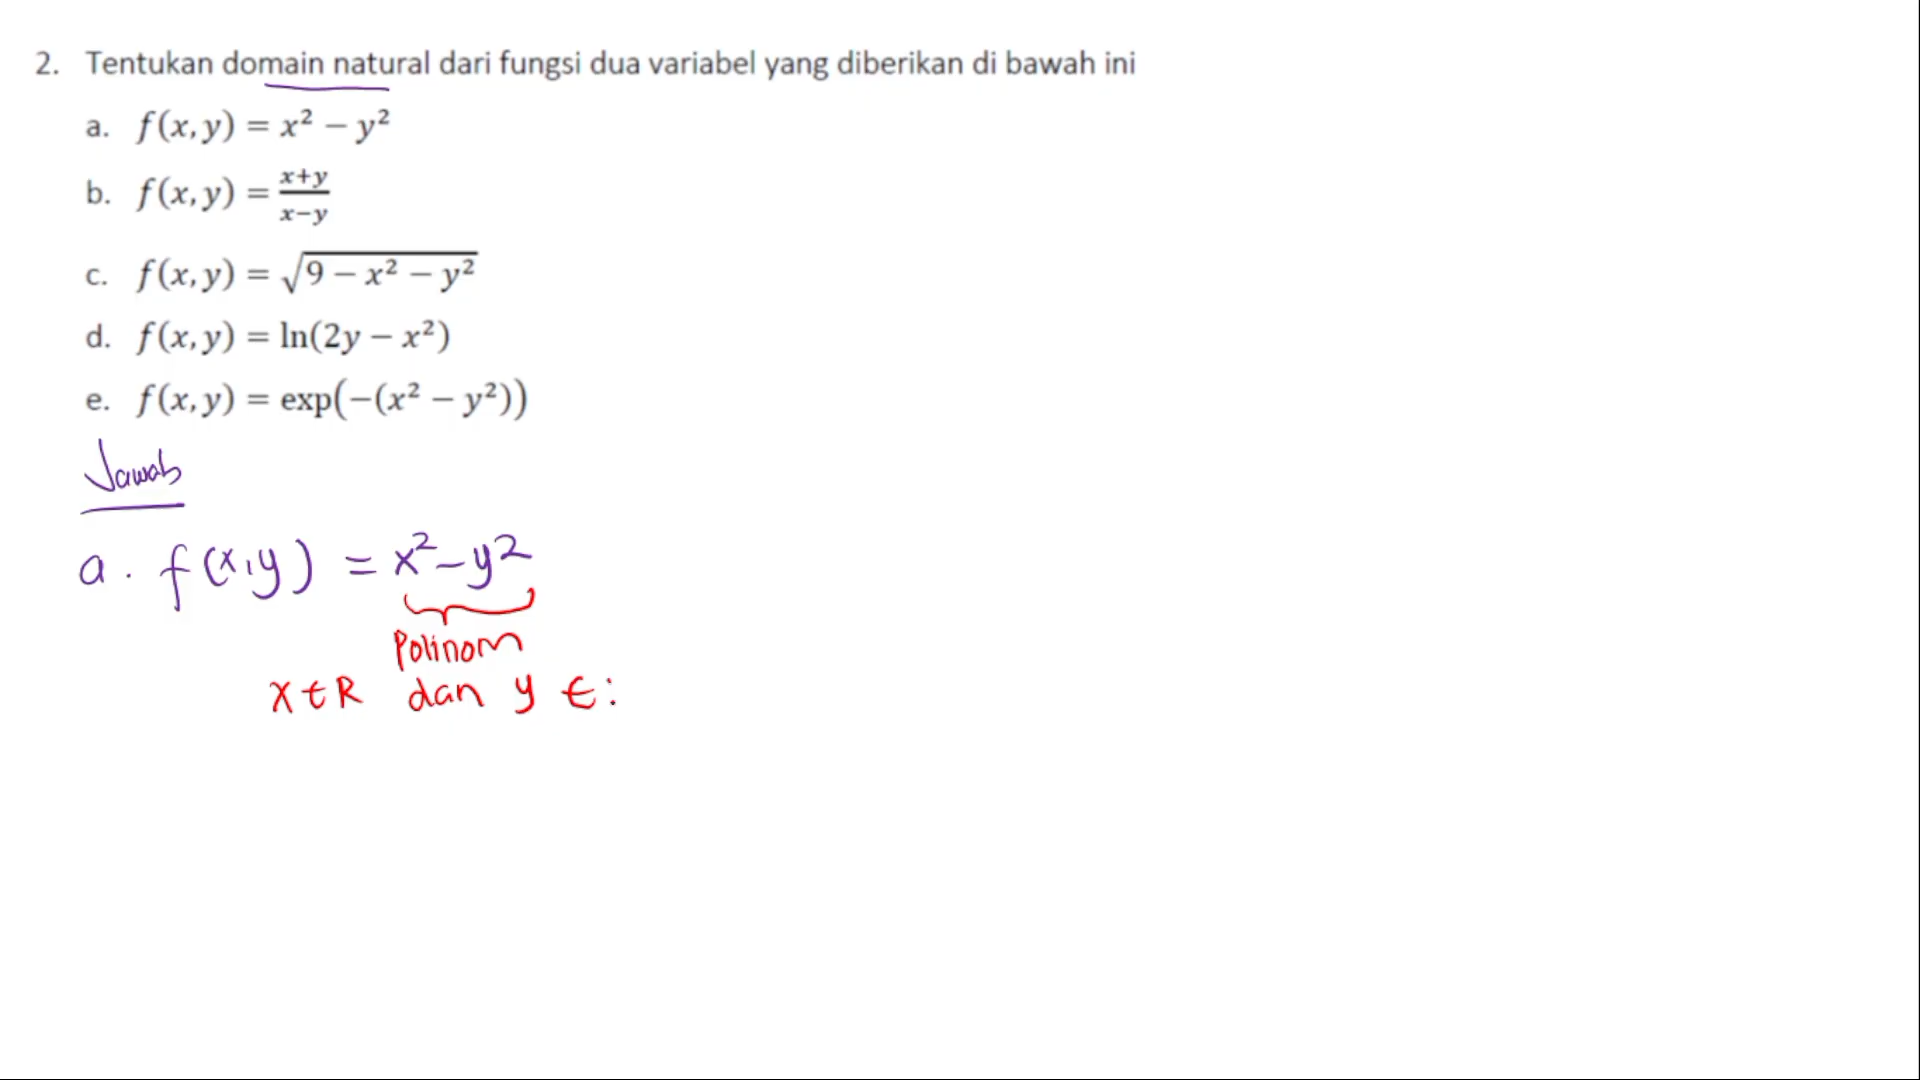 2. Tentukan domain natural dari fungsi dua variabel yang diberikan di bawah ini
a. f(x,y) = x² − y²
b. f(x,y) = \frac{x+y}{x−y}
c. f(x,y) = √(9 − x² − y²)
d. f(x,y) = ln(2y − x²)
e. f(x,y) = exp(−(x² − y²))
Jawab
a. f(x,y) = x² − y²
Polinom
x ∈ R dan y ∈ :